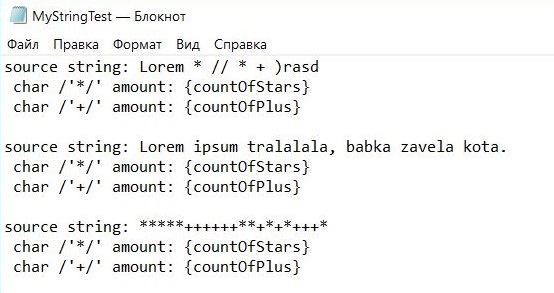 MyStringTest — Блокнот
Файл Правка Формат Вид Справка
source string: Lorem * // * + )rasd
char /'*/' amount: {countOfStars}
char /'+/' amount: {countOfPlus}
source string: Lorem ipsum tralalala, babka zavela kota.
char /'*/' amount: {countOfStars}
char /'+/' amount: {countOfPlus}
source string: *****++++++**+*+*+++*
char /'*/' amount: {countOfStars}
char /'+/' amount: {countOfPlus}